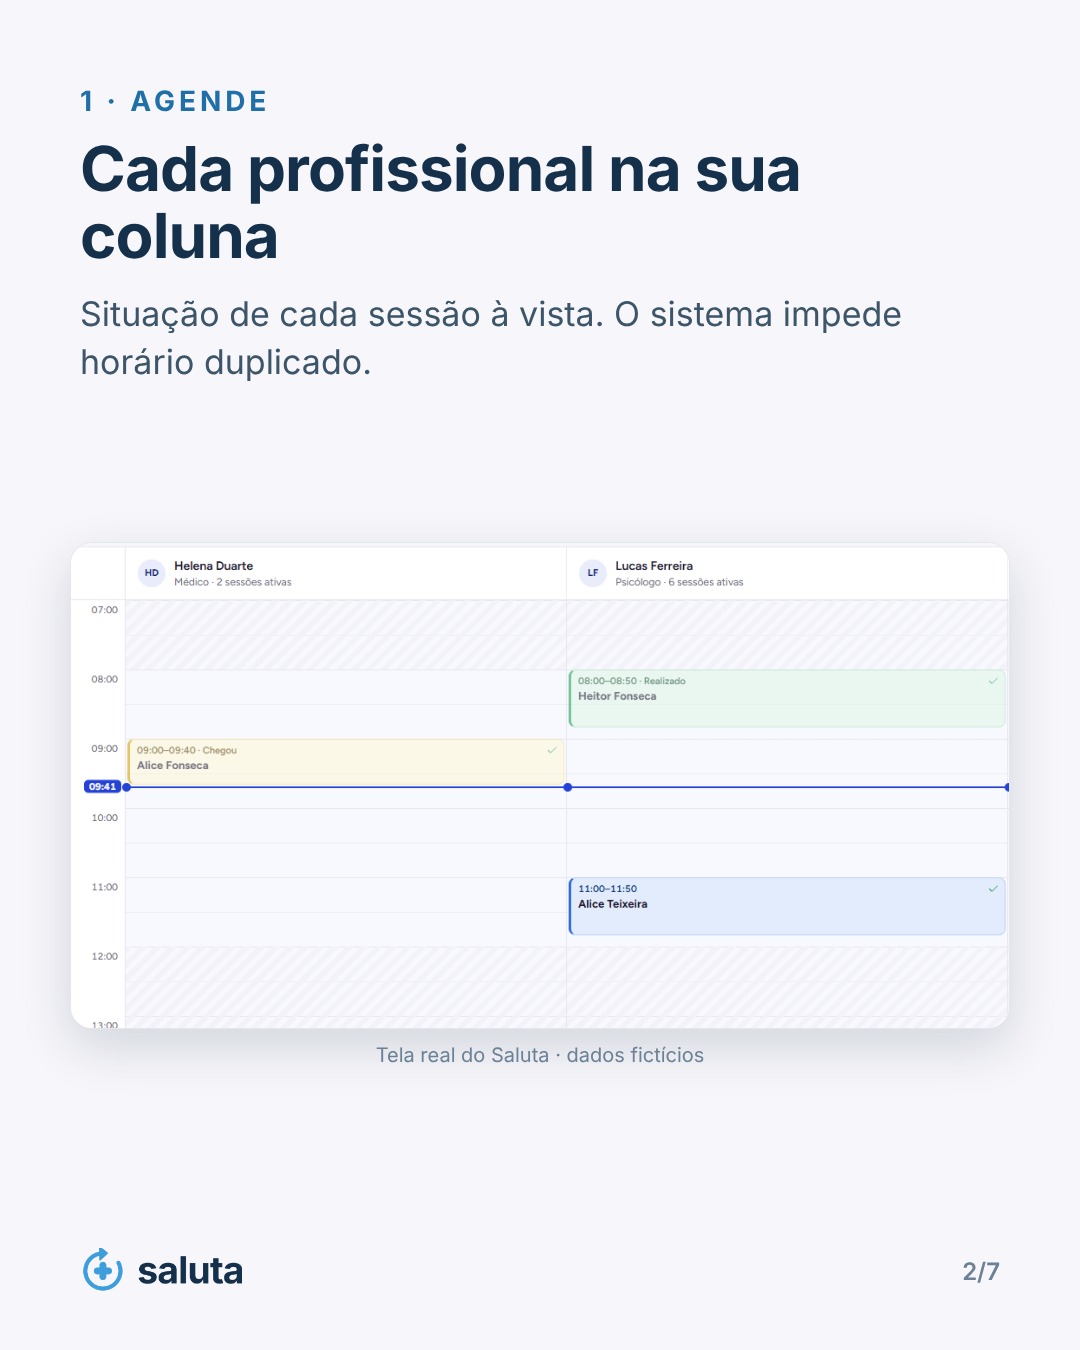 1 · AGENDE
Cada profissional na sua
coluna
Situação de cada sessão à vista. O sistema impede
horário duplicado.
HD
Helena Duarte
Médico · 2 sessões ativas
LF
Lucas Ferreira
Psicólogo · 6 sessões ativas
07:00
08:00
08:00–08:50 · Realizado
Heitor Fonseca
09:00
09:00–09:40 · Chegou
Alice Fonseca
09:41
10:00
11:00
11:00–11:50
Alice Teixeira
12:00
13:00
Tela real do Saluta · dados fictícios
saluta
2/7